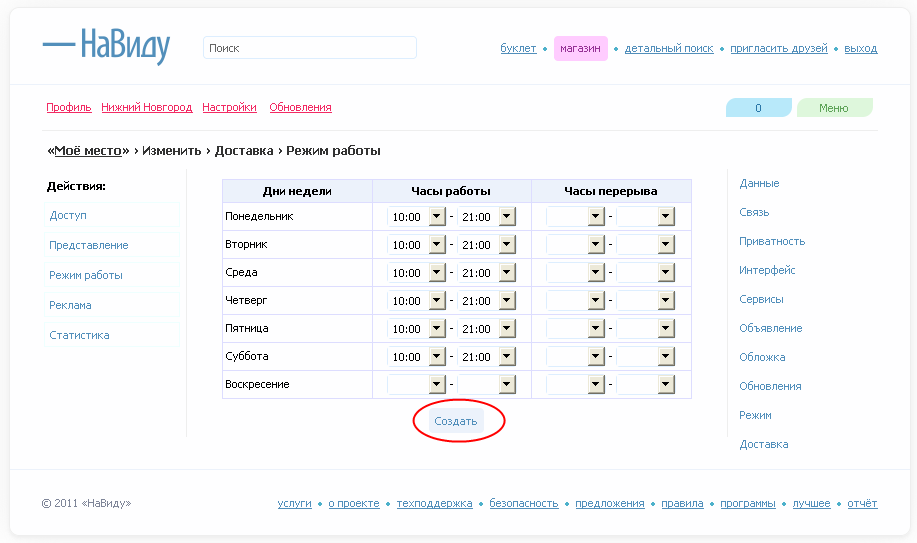 — НаВиду
Поиск
буклет • магазин • детальный поиск • пригласить друзей • выход
Профиль Нижний Новгород Настройки Обновления
0 Меню
«Моё место» › Изменить › Доставка › Режим работы
Действия:
Доступ
Представление
Режим работы
Реклама
Статистика
Дни недели Часы работы Часы перерыва
Понедельник 10:00 - 21:00 -
Вторник 10:00 - 21:00 -
Среда 10:00 - 21:00 -
Четверг 10:00 - 21:00 -
Пятница 10:00 - 21:00 -
Суббота 10:00 - 21:00 -
Воскресение - -
Создать
Данные
Связь
Приватность
Интерфейс
Сервисы
Объявление
Обложка
Обновления
Режим
Доставка
© 2011 «НаВиду»
услуги • о проекте • техподдержка • безопасность • предложения • правила • программы • лучшее • отчёт